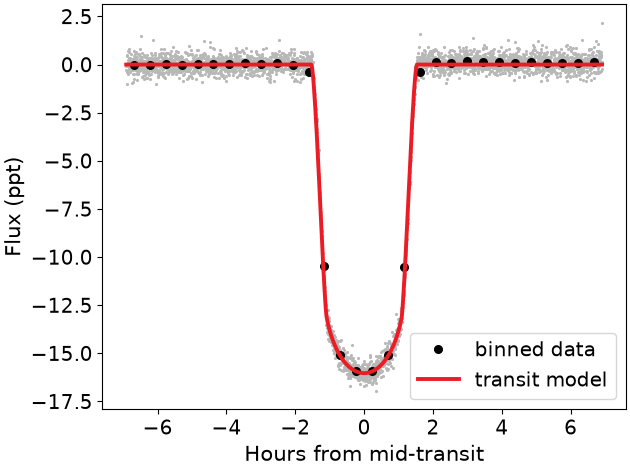 2.5
0.0
−2.5
−5.0
−7.5
−10.0
−12.5
−15.0
−17.5
Flux (ppt)
binned data
transit model
−6 −4 −2 0 2 4 6
Hours from mid-transit